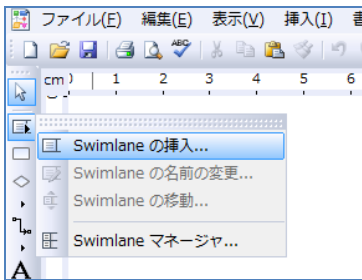 ファイル(F) 編集(E) 表示(V) 挿入(I)
ABC
cm 1 2 3 4 5 6
Swimlane の挿入...
Swimlane の名前の変更...
Swimlane の移動...
Swimlane マネージャ...
A